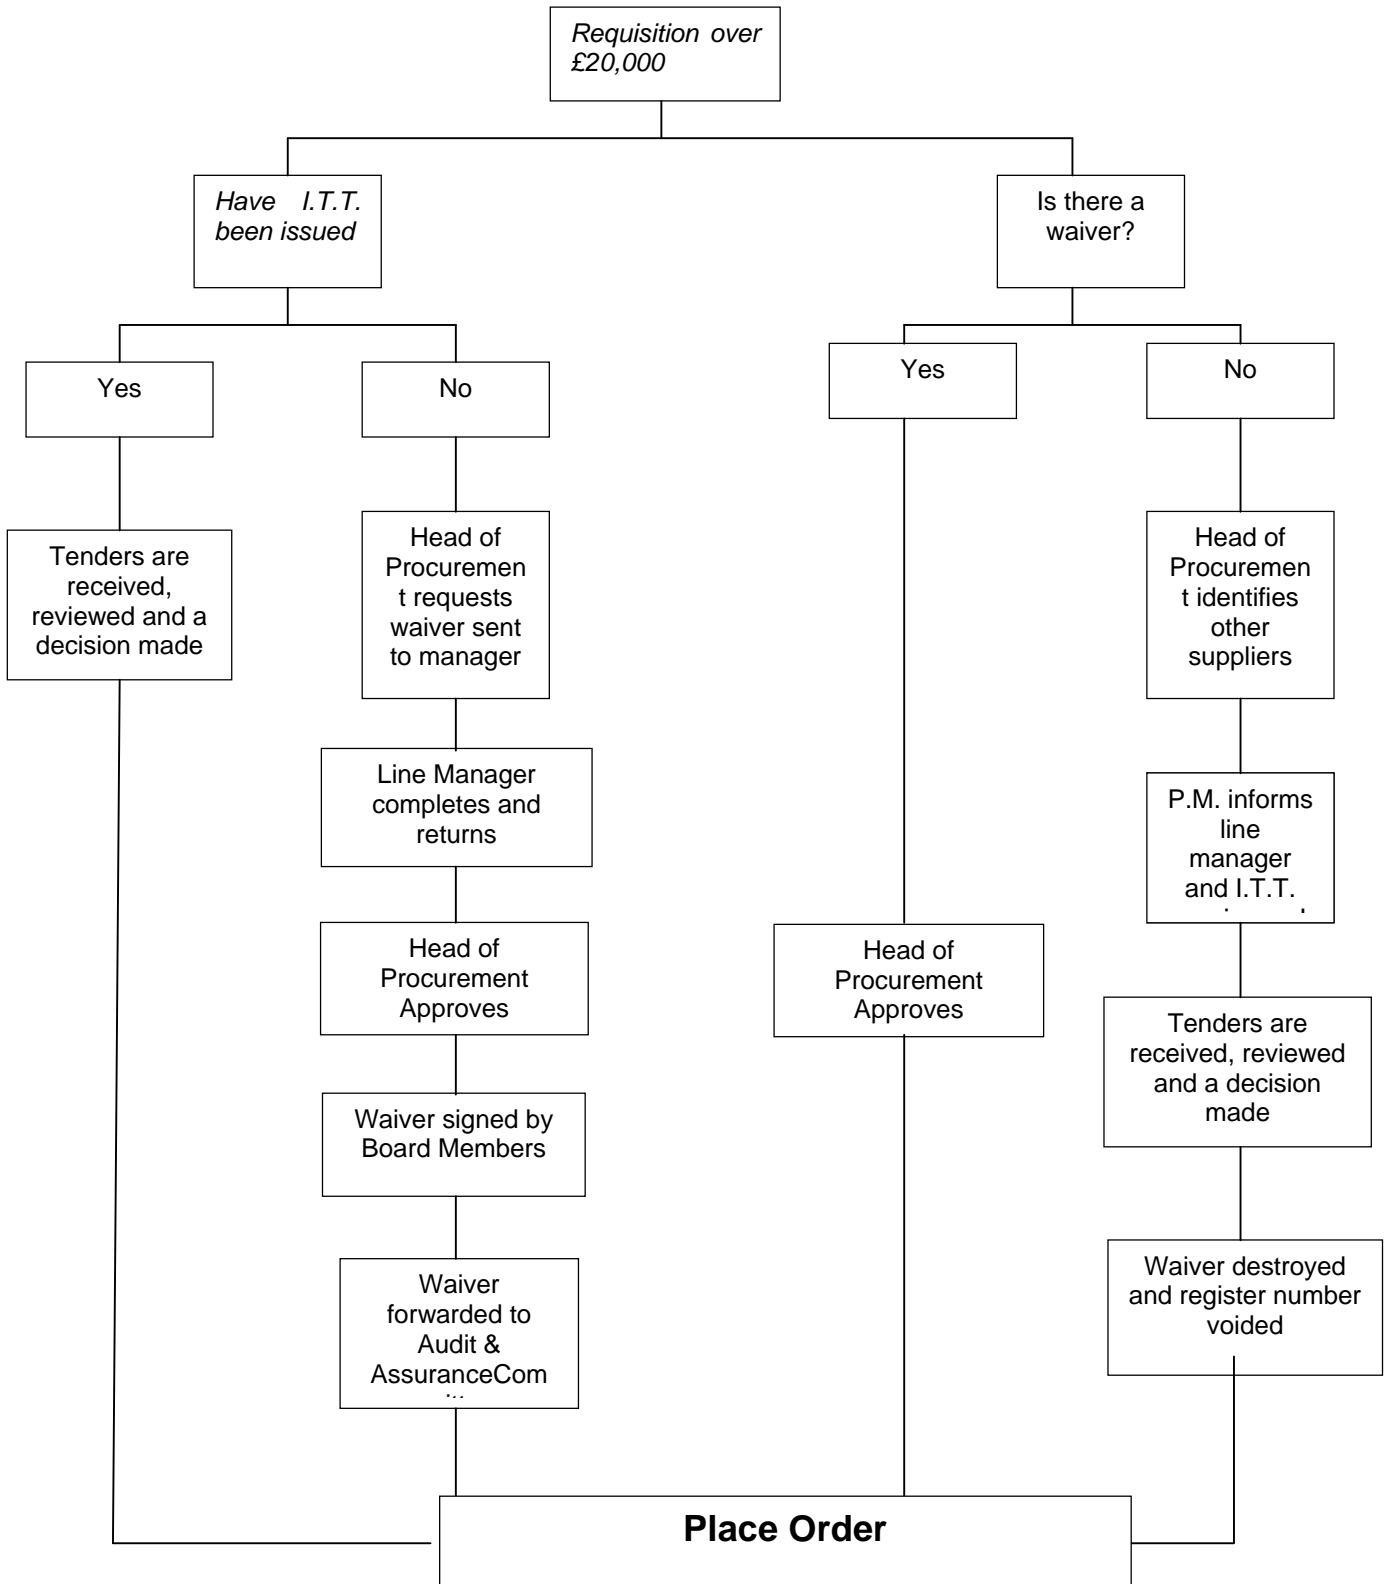 Requisition over
£20,000
Have I.T.T.
been issued
Is there a
waiver?
Yes
No
Yes
No
Tenders are
received,
reviewed and a
decision made
Head of
Procuremen
t requests
waiver sent
to manager
Head of
Procuremen
t identifies
other
suppliers
Line Manager
completes and
returns
P.M. informs
line
manager
and I.T.T.
Head of
Procurement
Approves
Head of
Procurement
Approves
Tenders are
received, reviewed
and a decision
made
Waiver signed by
Board Members
Waiver
forwarded to
Audit &
AssuranceCom
Waiver destroyed
and register number
voided
Place Order